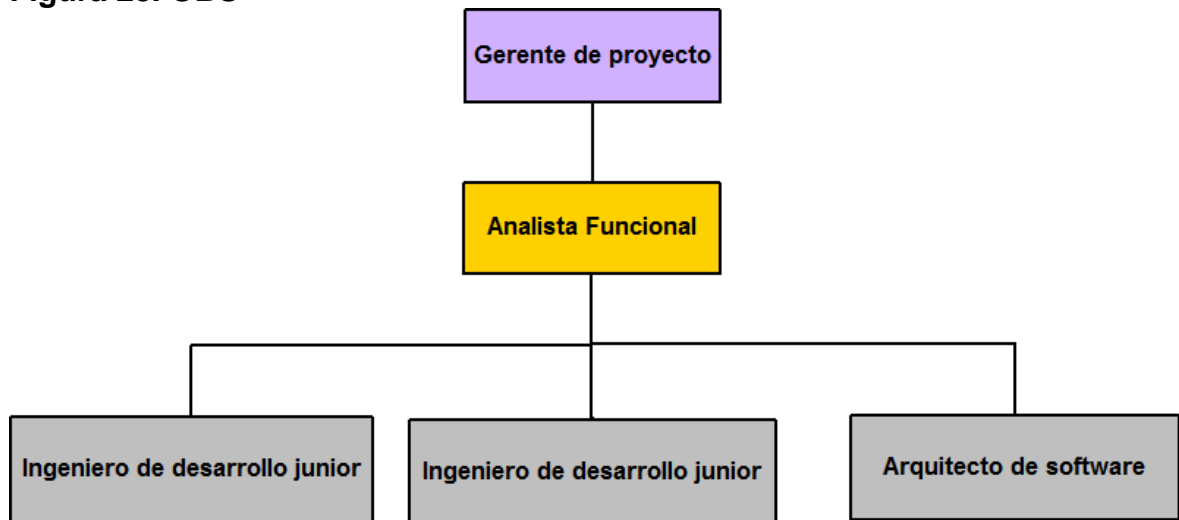 Gerente de proyecto
Analista Funcional
Ingeniero de desarrollo junior
Ingeniero de desarrollo junior
Arquitecto de software